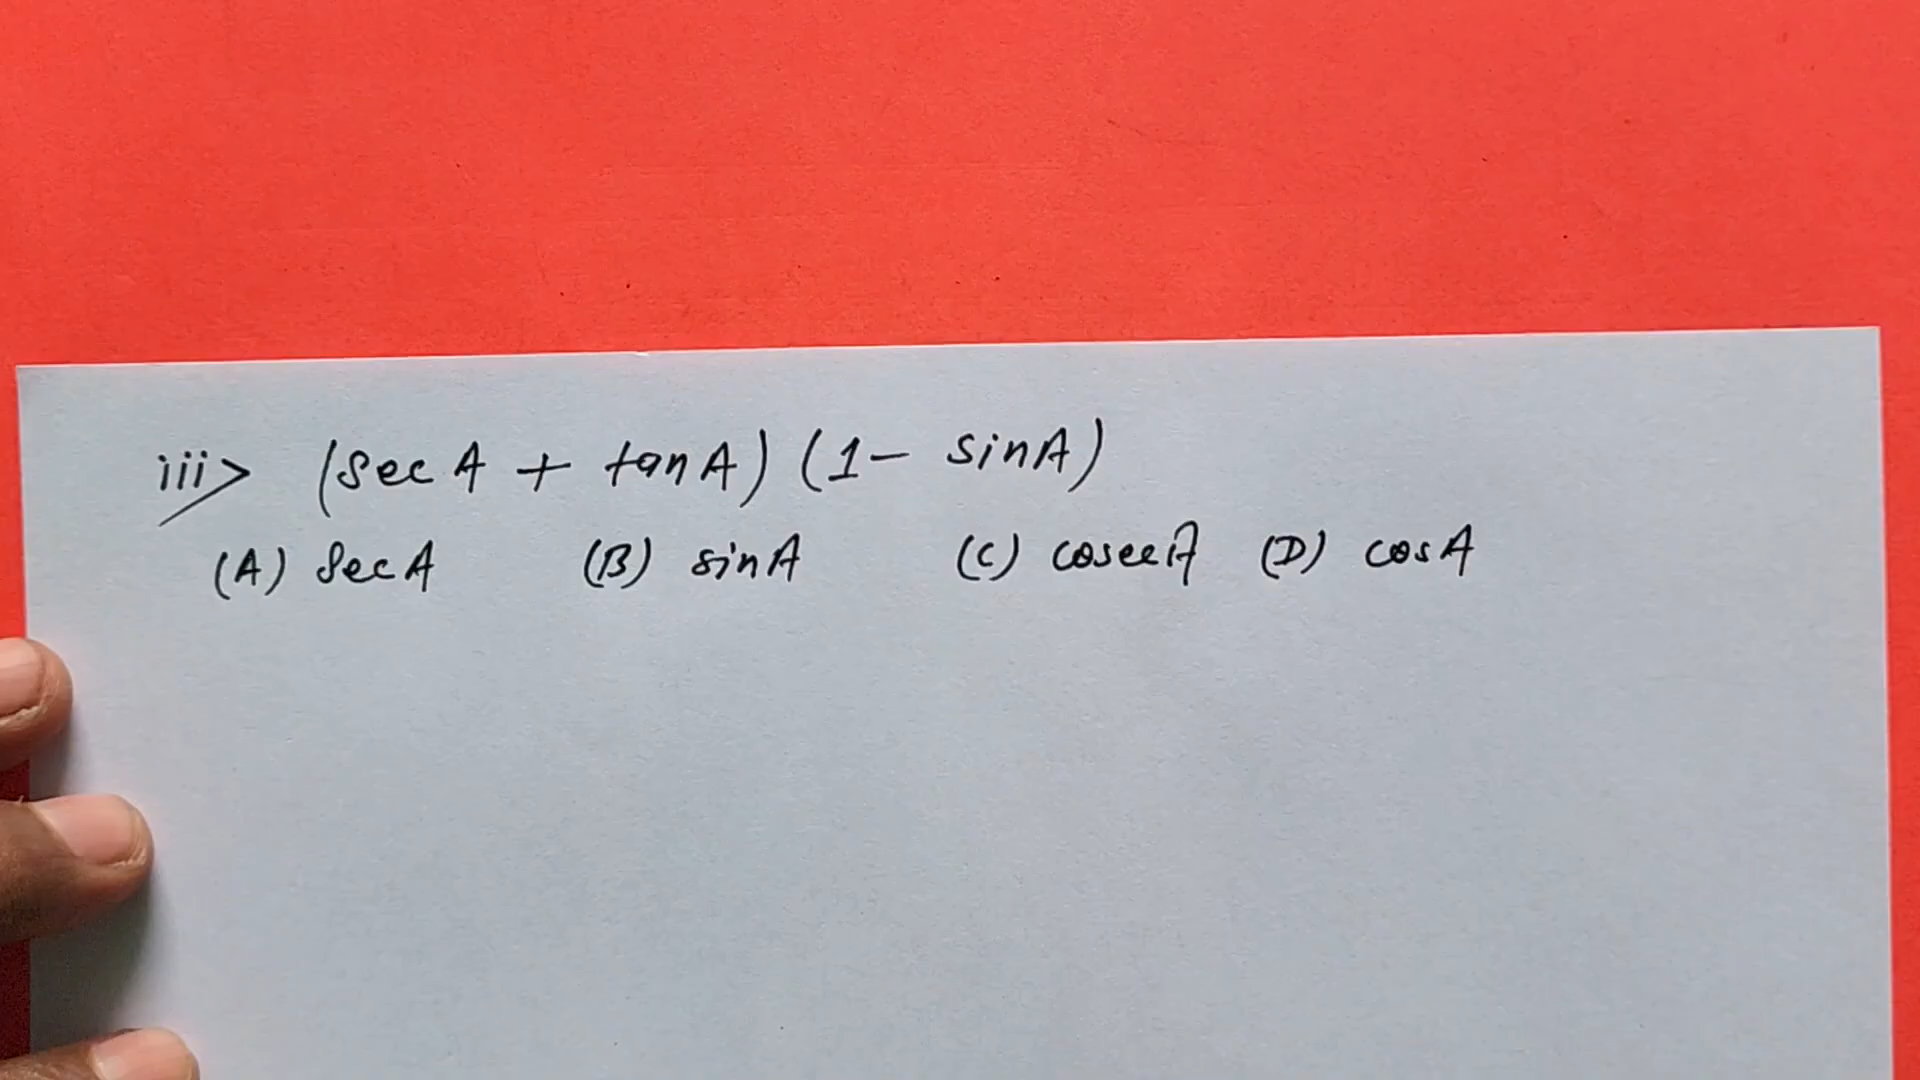 iii> (sec A + tan A) (1 - sin A)
(A) sec A (B) sin A (C) cosec A (D) cos A